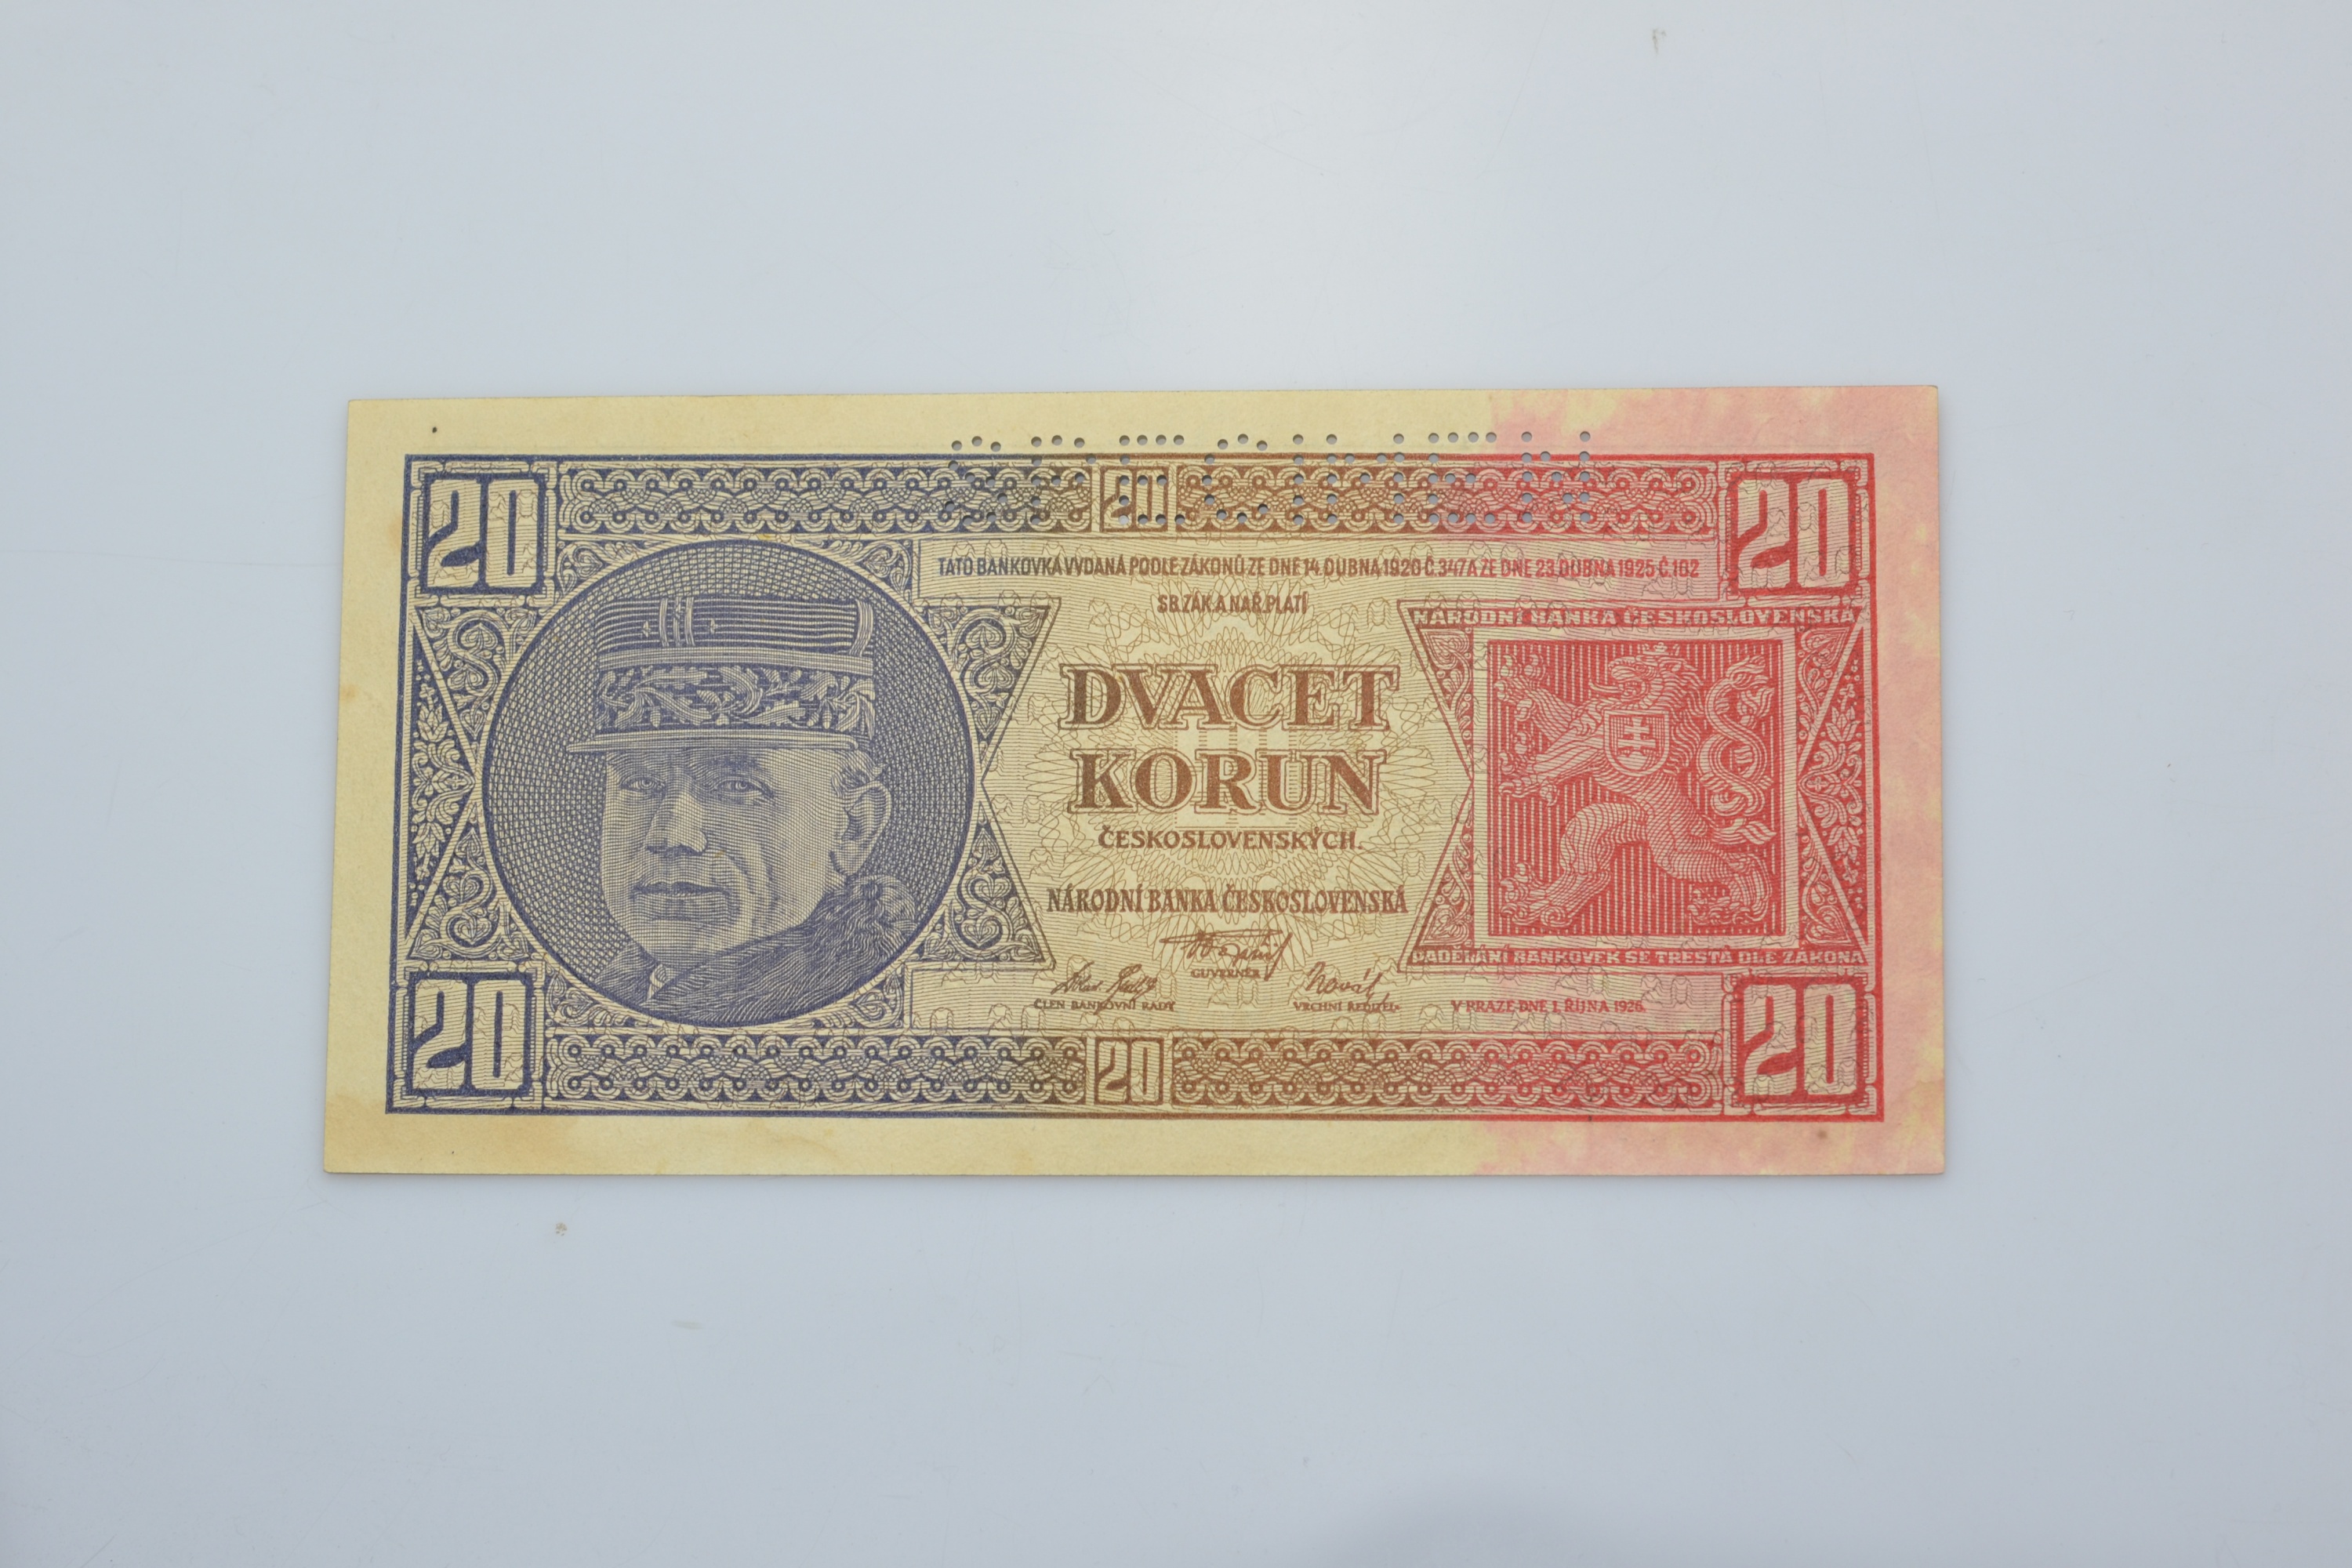 SPECIMEN
20 20 20
TATO BANKOVKA VYDANÁ PODLE ZÁKONŮ ZE DNE 14. DUBNA 1920 Č. 347 A ZE DNE 23. DUBNA 1925 Č. 102
SB. ZÁK. A NAŘ. PLATÍ
NÁRODNÍ BANKA ČESKOSLOVENSKÁ
DVACET
KORUN
ČESKOSLOVENSKÝCH.
NÁRODNÍ BANKA ČESKOSLOVENSKÁ
GUVERNÉR
PADĚLÁNÍ BANKOVEK SE TRESTÁ DLE ZÁKONA
ČLEN BANKOVNÍ RADY
VRCHNÍ ŘEDITEL
V PRAZE DNE 1. ŘÍJNA 1926.
20 20 20